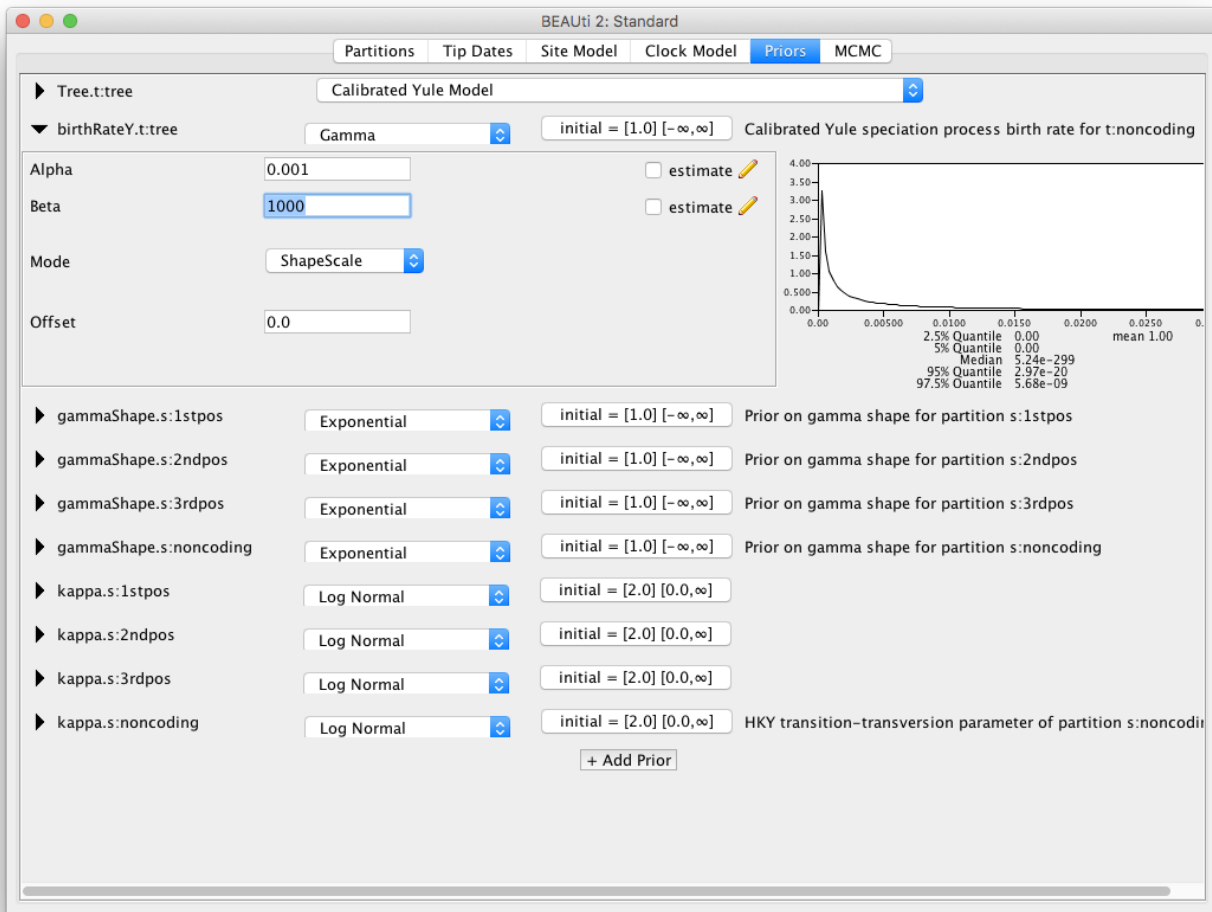 BEAUti 2: Standard
Partitions Tip Dates Site Model Clock Model Priors MCMC
Tree.t:tree Calibrated Yule Model
birthRateY.t:tree Gamma initial = [1.0] [-∞,∞] Calibrated Yule speciation process birth rate for t:noncoding
Alpha 0.001 estimate
Beta 1000 estimate
Mode ShapeScale
Offset 0.0
4.00
3.50
3.00
2.50
2.00
1.50
1.00
0.500
0.00
0.00 0.00500 0.0100 0.0150 0.0200 0.0250 0.
2.5% Quantile 0.00 mean 1.00
5% Quantile 0.00
Median 5.24e-299
95% Quantile 2.97e-20
97.5% Quantile 5.68e-09
gammaShape.s:1stpos Exponential initial = [1.0] [-∞,∞] Prior on gamma shape for partition s:1stpos
gammaShape.s:2ndpos Exponential initial = [1.0] [-∞,∞] Prior on gamma shape for partition s:2ndpos
gammaShape.s:3rdpos Exponential initial = [1.0] [-∞,∞] Prior on gamma shape for partition s:3rdpos
gammaShape.s:noncoding Exponential initial = [1.0] [-∞,∞] Prior on gamma shape for partition s:noncoding
kappa.s:1stpos Log Normal initial = [2.0] [0.0,∞]
kappa.s:2ndpos Log Normal initial = [2.0] [0.0,∞]
kappa.s:3rdpos Log Normal initial = [2.0] [0.0,∞]
kappa.s:noncoding Log Normal initial = [2.0] [0.0,∞] HKY transition-transversion parameter of partition s:noncodin
+ Add Prior